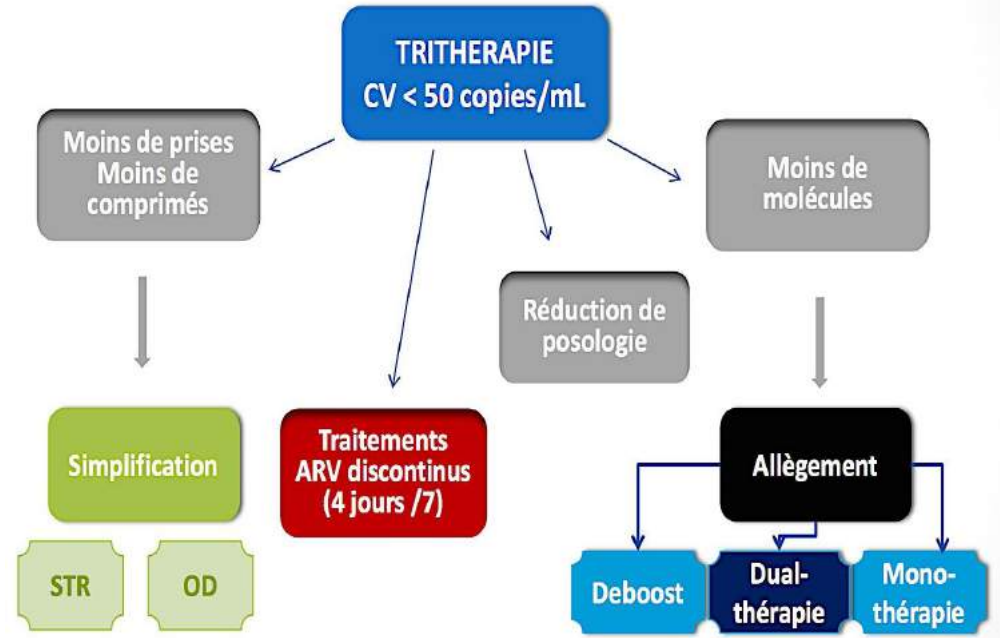 TRITHERAPIE
CV < 50 copies/mL
Moins de prises
Moins de
comprimés
Moins de
molécules
Réduction de
posologie
Simplification
Traitements
ARV discontinus
(4 jours /7)
Allègement
STR
OD
Deboost
Dual-
thérapie
Mono-
thérapie